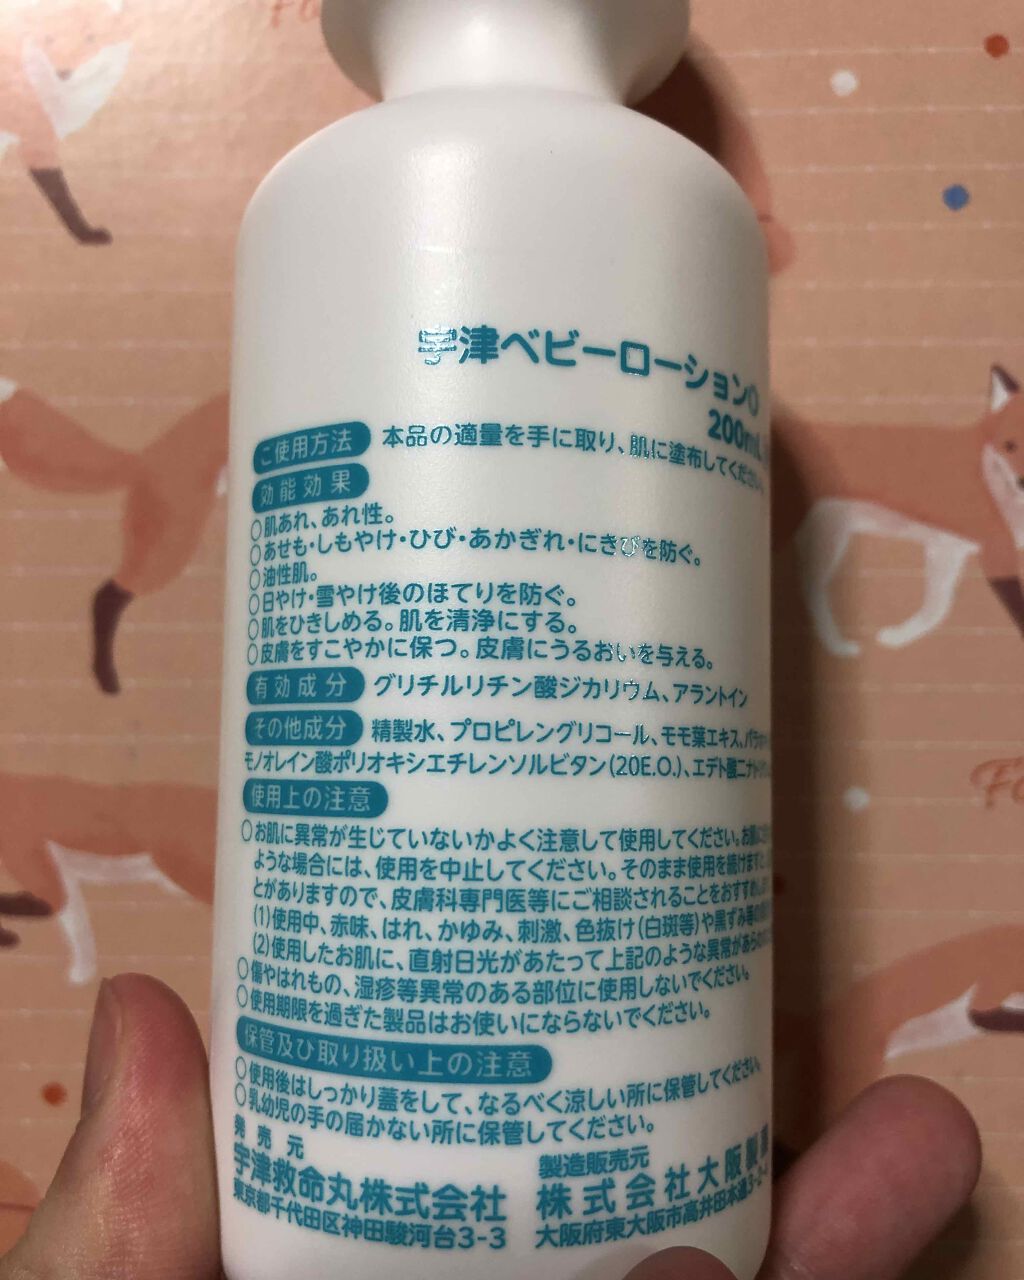 宇津ベビーローション
200mL
ご使用方法 本品の適量を手に取り、肌に塗布してください。
効能効果
○肌あれ、あれ性。
○あせも・しもやけ・ひび・あかぎれ・にきびを防ぐ。
○油性肌。
○日やけ・雪やけ後のほてりを防ぐ。
○肌をひきしめる。肌を清浄にする。
○皮膚をすこやかに保つ。皮膚にうるおいを与える。
有効成分 グリチルリチン酸ジカリウム、アラントイン
その他成分 精製水、プロピレングリコール、モモ葉エキス、パラ
モノオレイン酸ポリオキシエチレンソルビタン(20E.O.)、エデト酸二ナトリウム
使用上の注意
○お肌に異常が生じていないかよく注意して使用してください。お肌に
ような場合には、使用を中止してください。そのまま使用を続けますと、
とがありますので、皮膚科専門医等にご相談されることをおすすめします。
(1)使用中、赤味、はれ、かゆみ、刺激、色抜け(白斑等)や黒ずみ等の
(2)使用したお肌に、直射日光があたって上記のような異常があらわ
○傷やはれもの、湿疹等異常のある部位に使用しないでください。
○使用期限を過ぎた製品はお使いにならないでください。
保管及び取り扱い上の注意
○使用後はしっかり蓋をして、なるべく涼しい所に保管してください。
○乳幼児の手の届かない所に保管してください。
発売元
宇津救命丸株式会社
東京都千代田区神田駿河台3-3
製造販売元
株式会社大阪製薬
大阪府東大阪市高井田本通3-2-4